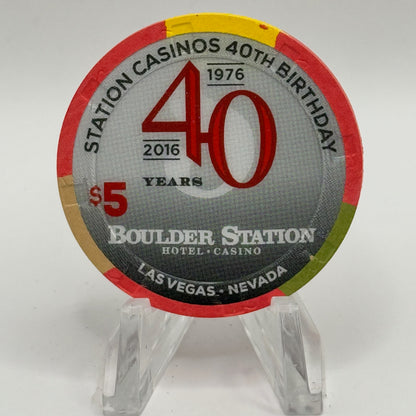 STATION CASINOS 40TH BIRTHDAY
1976
40
2016
YEARS
$5
BOULDER STATION
HOTEL • CASINO
LAS VEGAS - NEVADA